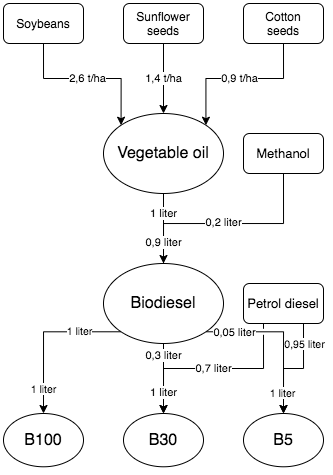 Soybeans
Sunflower
seeds
Cotton
seeds
2,6 t/ha
1,4 t/ha
0,9 t/ha
Vegetable oil
Methanol
1 liter
0,2 liter
0,9 liter
Biodiesel
Petrol diesel
1 liter
0,05 liter
0,95 liter
0,3 liter
0,7 liter
1 liter
1 liter
1 liter
B100
B30
B5